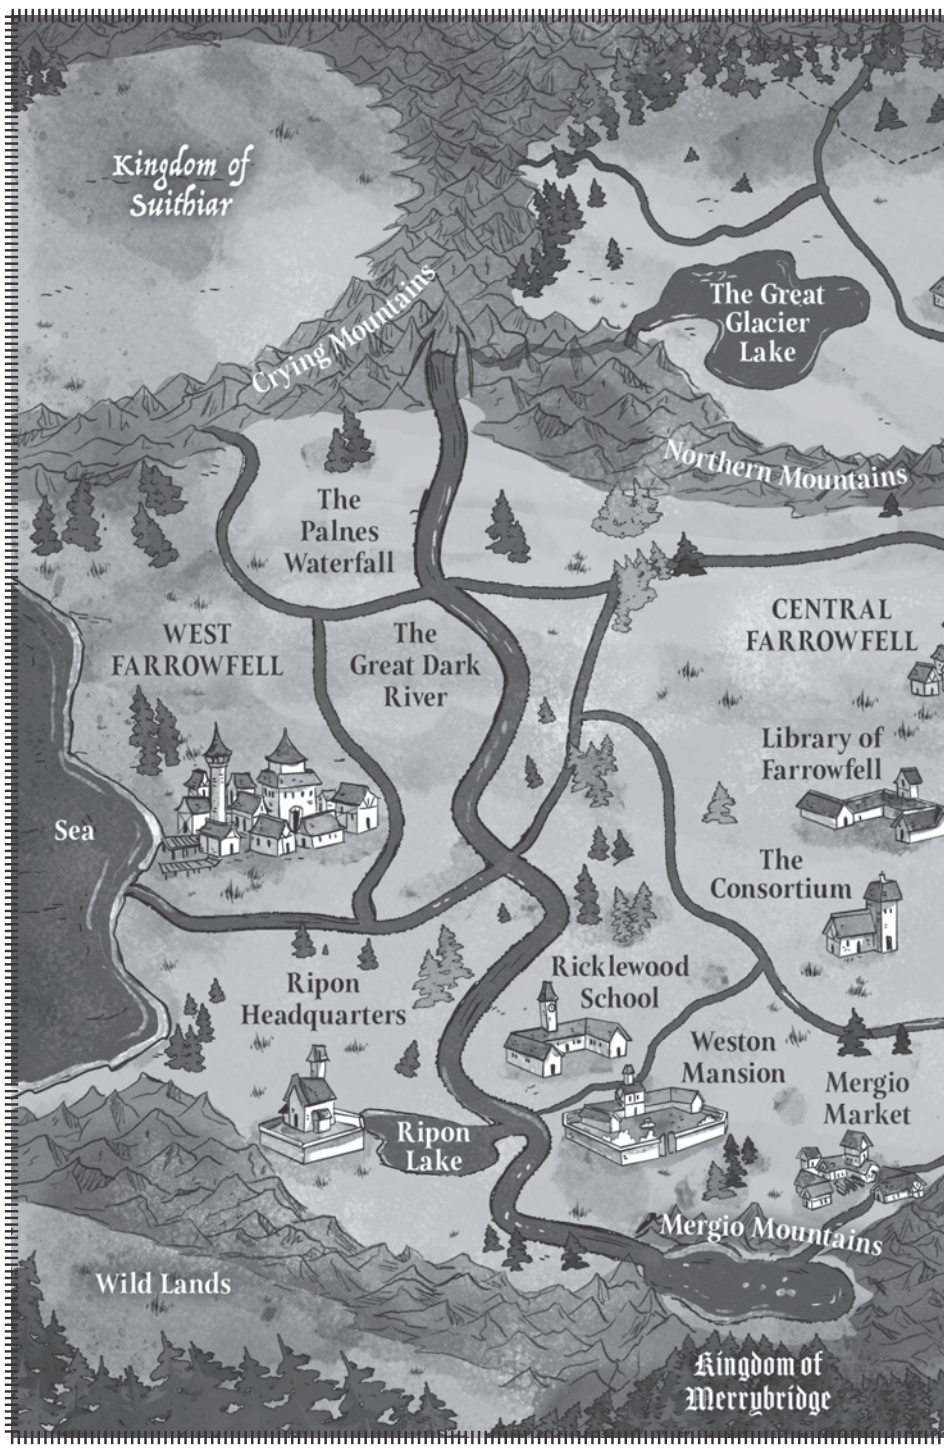 Kingdom of
Suithiar
The Great
Glacier
Lake
Crying Mountains
Northern Mountains
The
Palnes
Waterfall
CENTRAL
FARROWFELL
WEST
FARROWFELL
The
Great Dark
River
Library of
Farrowfell
Sea
The
Consortium
Ripon
Headquarters
Ricklewood
School
Weston
Mansion
Mergio
Market
Ripon
Lake
Mergio Mountains
Wild Lands
Kingdom of
Merrybridge